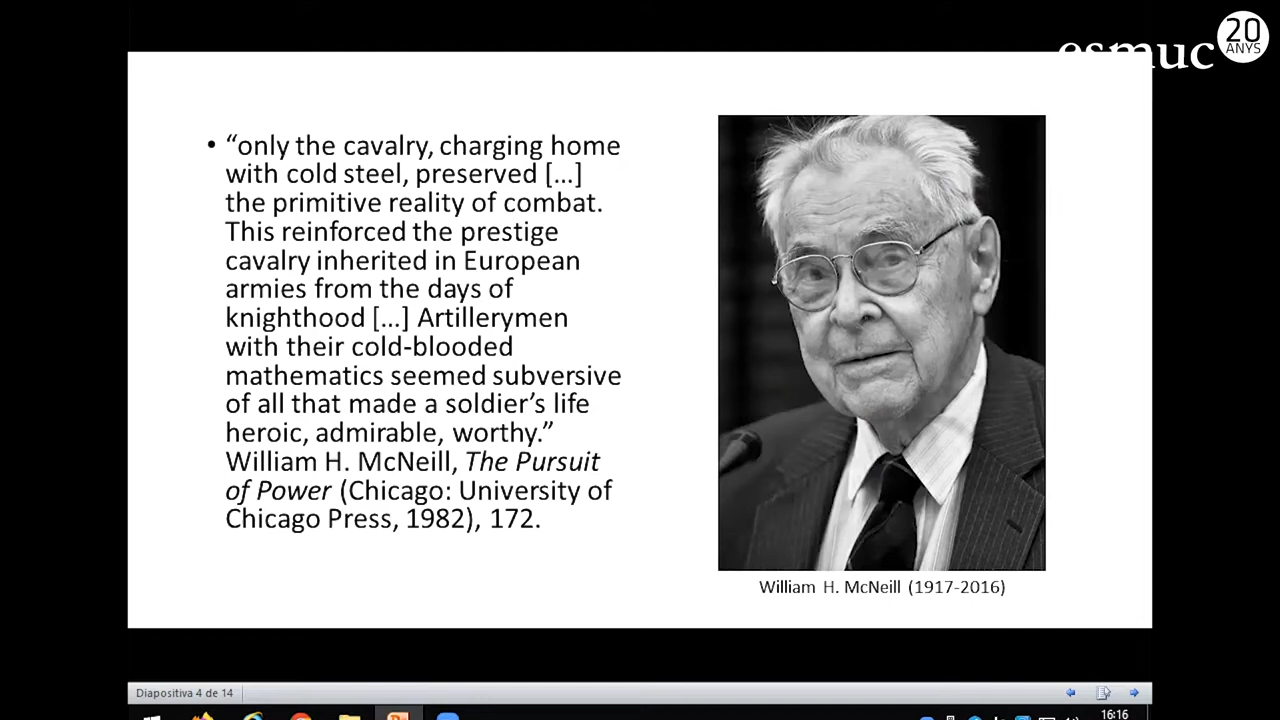 20
ANYS
esmuc
• “only the cavalry, charging home
with cold steel, preserved [...]
the primitive reality of combat.
This reinforced the prestige
cavalry inherited in European
armies from the days of
knighthood [...] Artillerymen
with their cold-blooded
mathematics seemed subversive
of all that made a soldier’s life
heroic, admirable, worthy.”
William H. McNeill, The Pursuit
of Power (Chicago: University of
Chicago Press, 1982), 172.
William H. McNeill (1917-2016)
Diapositiva 4 de 14
16:16